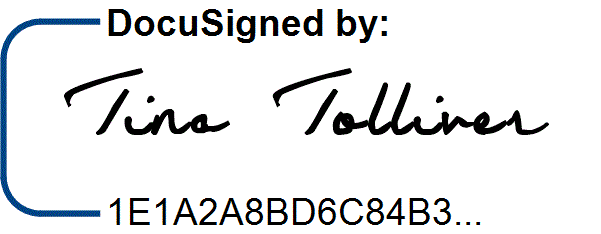 DocuSigned by:
Tina Tolliver
1E1A2A8BD6C84B3...